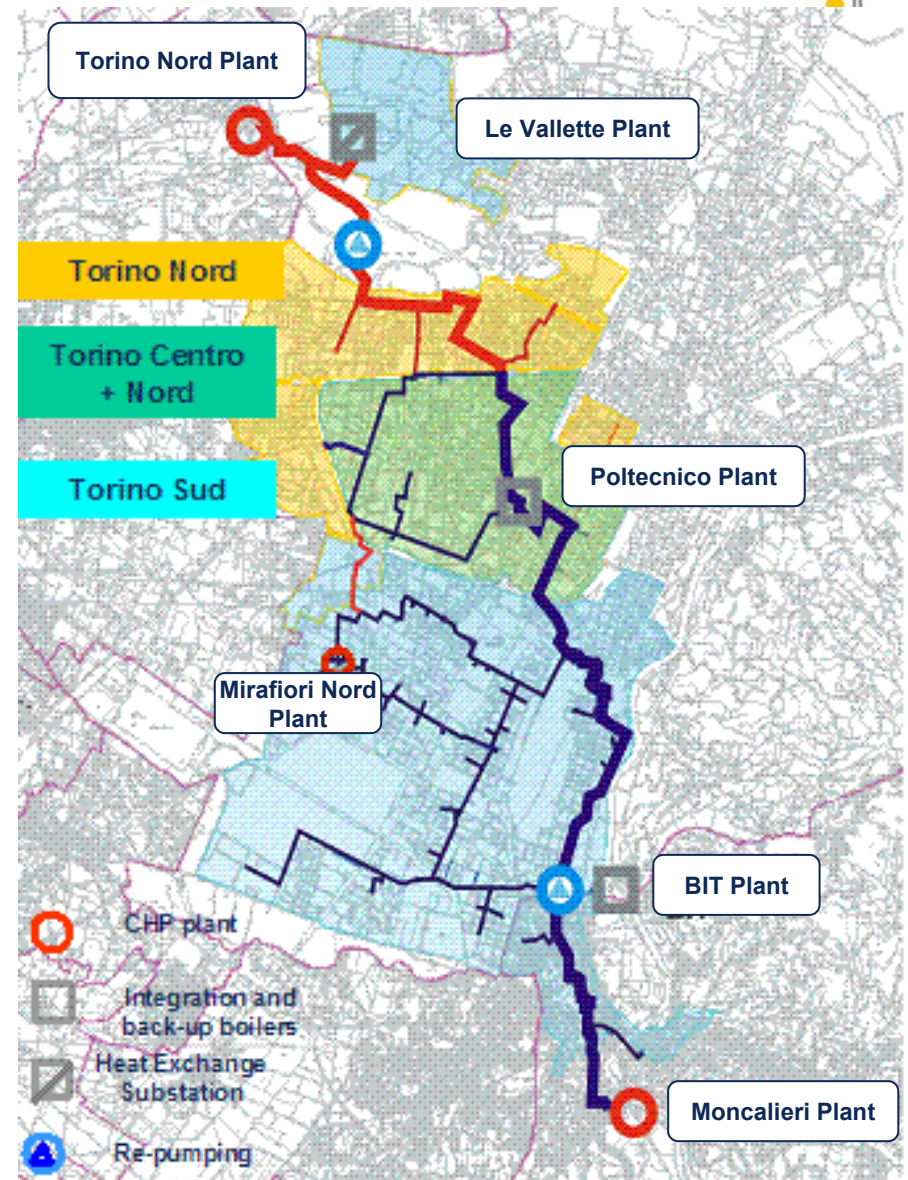 Torino Nord Plant
Le Vallette Plant
Torino Nord
Torino Centro
+ Nord
Torino Sud
Poltecnico Plant
Mirafiori Nord
Plant
BIT Plant
CHP plant
Integration and
back-up boilers
Heat Exchange
Substation
Moncalieri Plant
Re-pumping